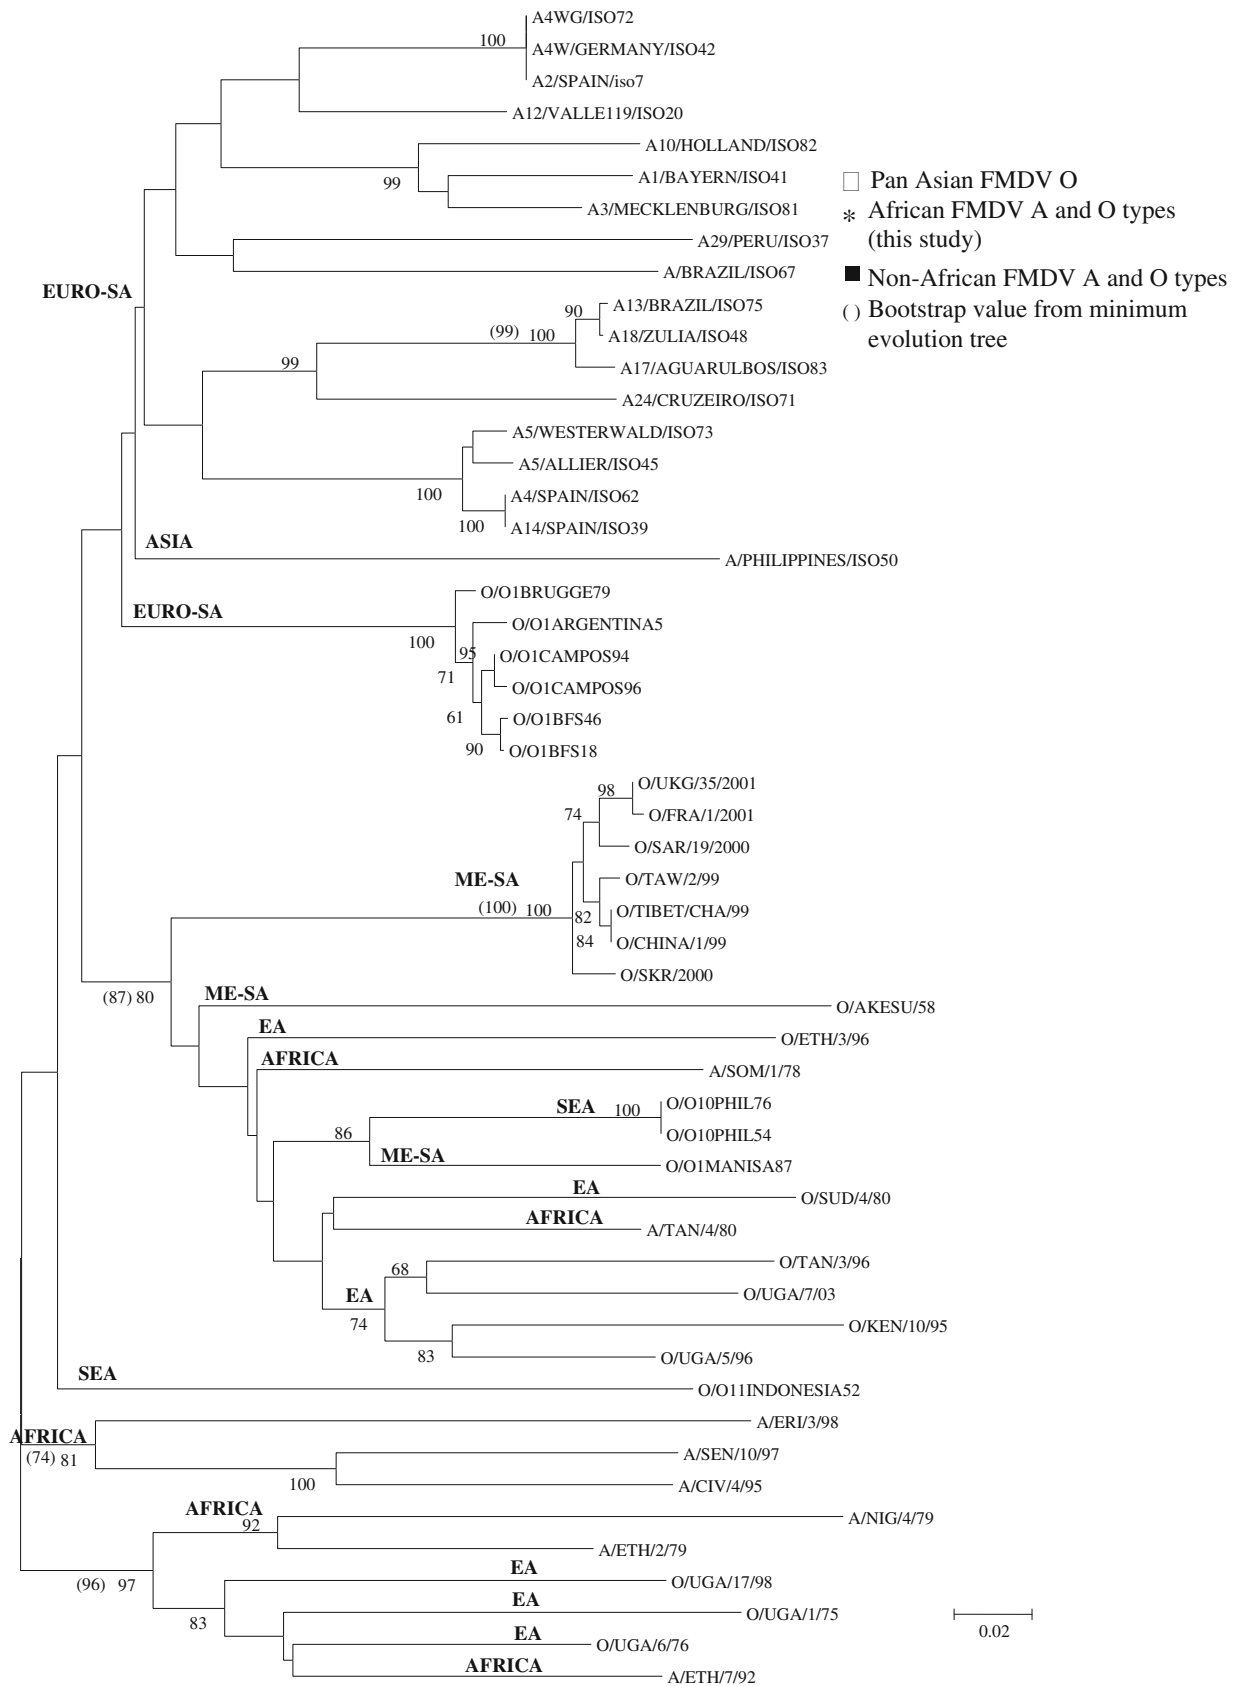 A4WG/ISO72
100
A4W/GERMANY/ISO42
A2/SPAIN/iso7
A12/VALLE119/ISO20
A10/HOLLAND/ISO82
99
A1/BAYERN/ISO41
A3/MECKLENBURG/ISO81
A29/PERU/ISO37
A/BRAZIL/ISO67
□ Pan Asian FMDV O
* African FMDV A and O types
(this study)
■ Non-African FMDV A and O types
( ) Bootstrap value from minimum
evolution tree
EURO-SA
A13/BRAZIL/ISO75
90
(99) 100
A18/ZULIA/ISO48
99
A17/AGUARULBOS/ISO83
A24/CRUZEIRO/ISO71
A5/WESTERWALD/ISO73
A5/ALLIER/ISO45
100
A4/SPAIN/ISO62
100
A14/SPAIN/ISO39
ASIA
A/PHILIPPINES/ISO50
O/O1BRUGGE79
EURO-SA
100
O/O1ARGENTINA5
95
71
O/O1CAMPOS94
O/O1CAMPOS96
61
O/O1BFS46
90
O/O1BFS18
O/UKG/35/2001
98
74
O/FRA/1/2001
O/SAR/19/2000
ME-SA
O/TAW/2/99
(100) 100
82
O/TIBET/CHA/99
84
O/CHINA/1/99
O/SKR/2000
(87) 80
ME-SA
O/AKESU/58
EA
O/ETH/3/96
AFRICA
A/SOM/1/78
SEA 100
O/O10PHIL76
86
O/O10PHIL54
ME-SA
O/O1MANISA87
EA
O/SUD/4/80
AFRICA
A/TAN/4/80
O/TAN/3/96
68
EA
O/UGA/7/03
74
O/KEN/10/95
83
O/UGA/5/96
SEA
O/O11INDONESIA52
A/ERI/3/98
AFRICA
(74) 81
A/SEN/10/97
100
A/CIV/4/95
AFRICA
92
A/NIG/4/79
A/ETH/2/79
(96) 97
EA
O/UGA/17/98
83
EA
O/UGA/1/75
EA
O/UGA/6/76
AFRICA
A/ETH/7/92
0.02